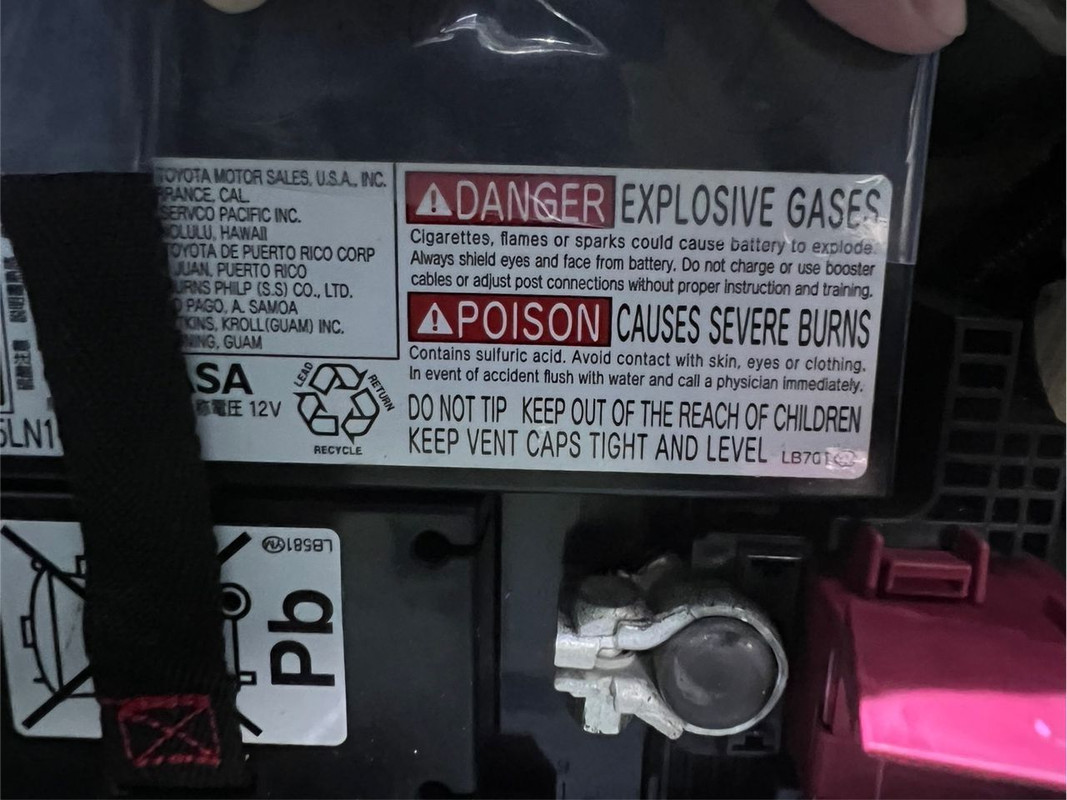 TOYOTA MOTOR SALES, U.S.A., INC.
CAL.
SERVCO PACIFIC INC.
HAWAII
TOYOTA DE PUERTO RICO CORP
JUAN, PUERTO RICO
PHILP (S.S) CO., LTD.
PAGO, A. SAMOA
KROLL(GUAM) INC.
GUAM
電圧 12V
LEAD
RETURN
RECYCLE
DANGER EXPLOSIVE GASES
Cigarettes, flames or sparks could cause battery to explode.
Always shield eyes and face from battery. Do not charge or use booster
cables or adjust post connections without proper instruction and training.
POISON CAUSES SEVERE BURNS
Contains sulfuric acid. Avoid contact with skin, eyes or clothing.
In event of accident flush with water and call a physician immediately.
DO NOT TIP KEEP OUT OF THE REACH OF CHILDREN
KEEP VENT CAPS TIGHT AND LEVEL LB701
LB581 YM
Pb